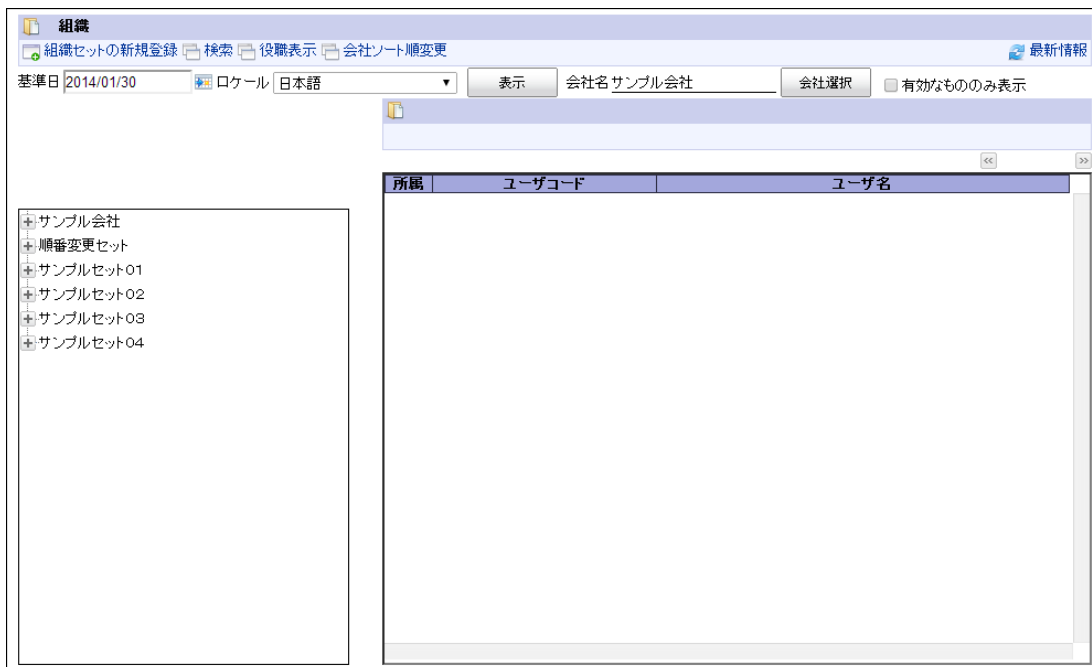 組織
組織セットの新規登録 検索 役職表示 会社ソート順変更 最新情報
基準日 2014/01/30 ロケール 日本語 表示 会社名 サンプル会社 会社選択 有効なもののみ表示
所属 ユーザコード ユーザ名
サンプル会社
順番変更セット
サンプルセット01
サンプルセット02
サンプルセット03
サンプルセット04